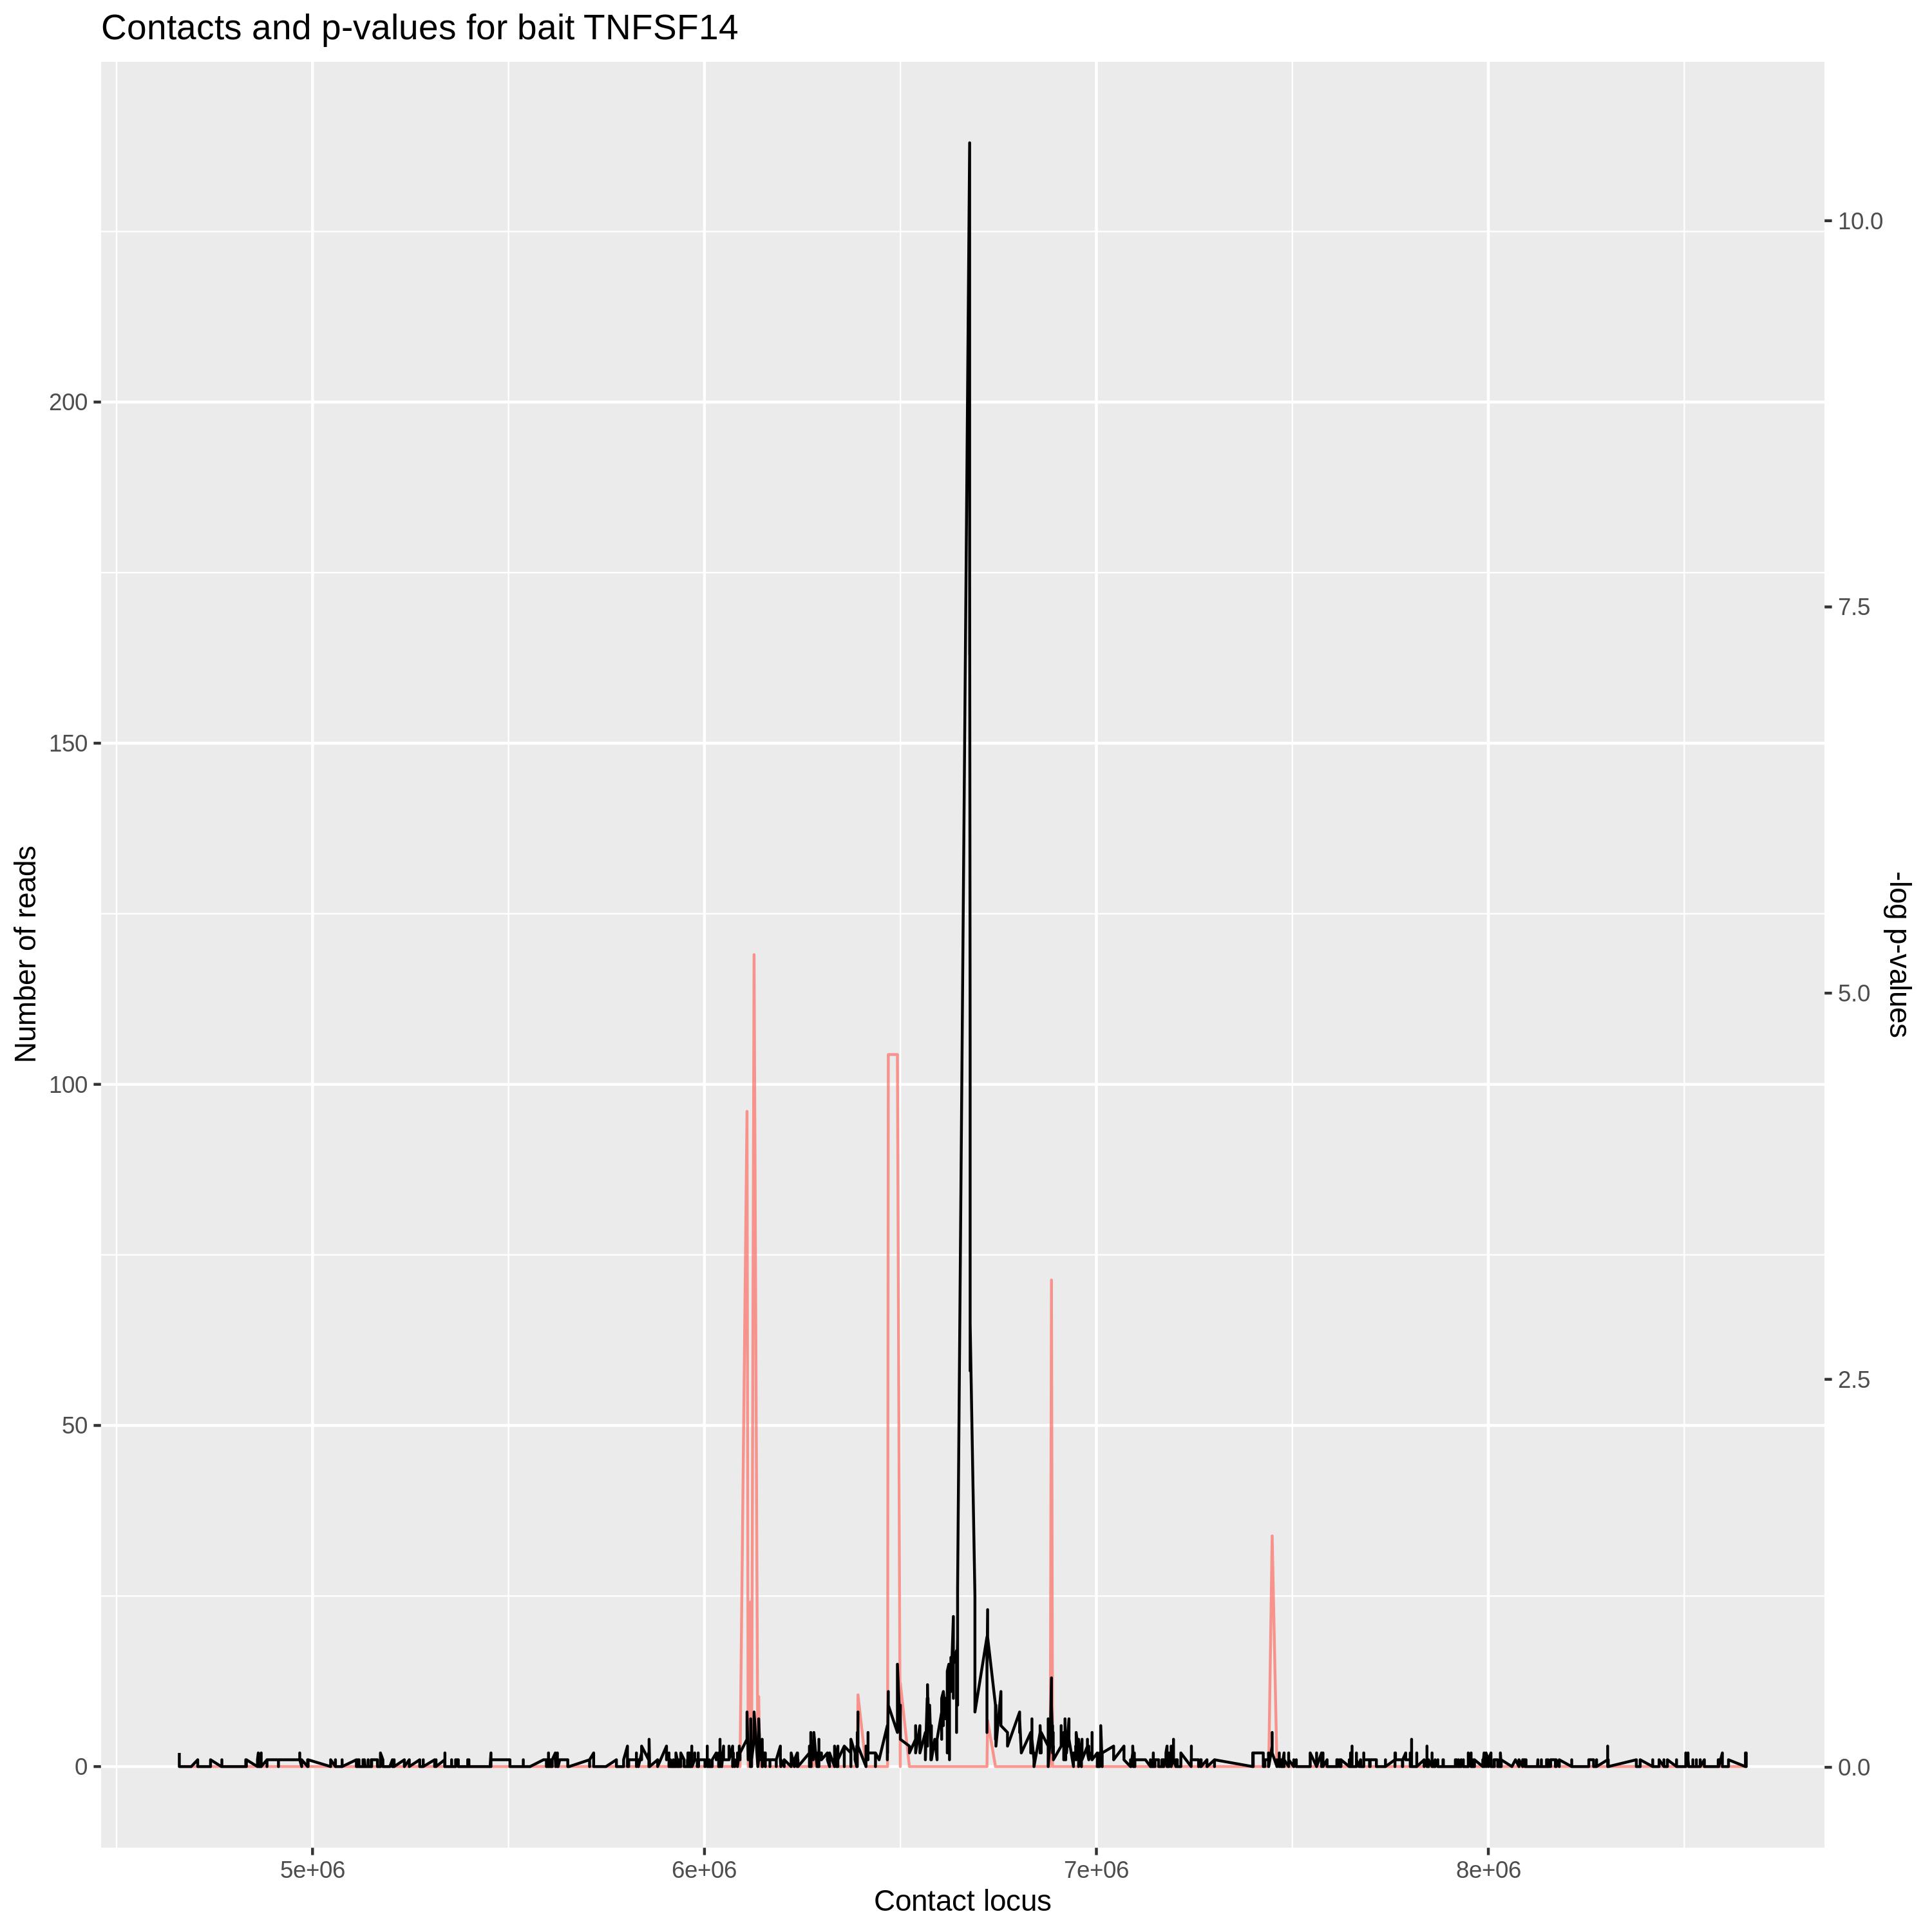 Contacts and p-values for bait TNFSF14
Number of reads
200
150
100
50
0
10.0
7.5
5.0
2.5
0.0
-log p-values
5e+06
6e+06
7e+06
8e+06
Contact locus